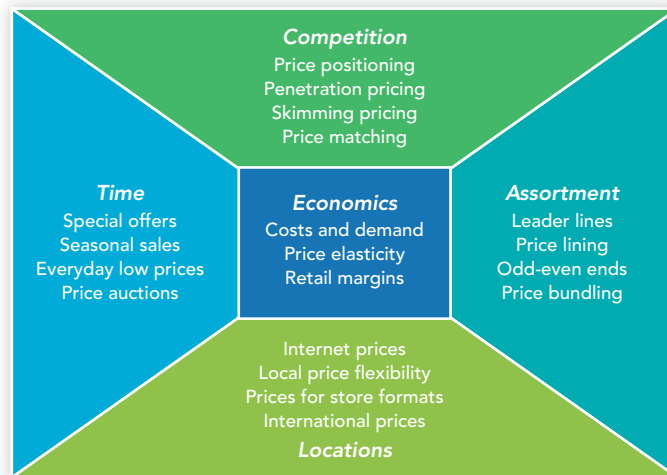 Competition
Price positioning
Penetration pricing
Skimming pricing
Price matching
Time
Special offers
Seasonal sales
Everyday low prices
Price auctions
Economics
Costs and demand
Price elasticity
Retail margins
Assortment
Leader lines
Price lining
Odd-even ends
Price bundling
Internet prices
Local price flexibility
Prices for store formats
International prices
Locations